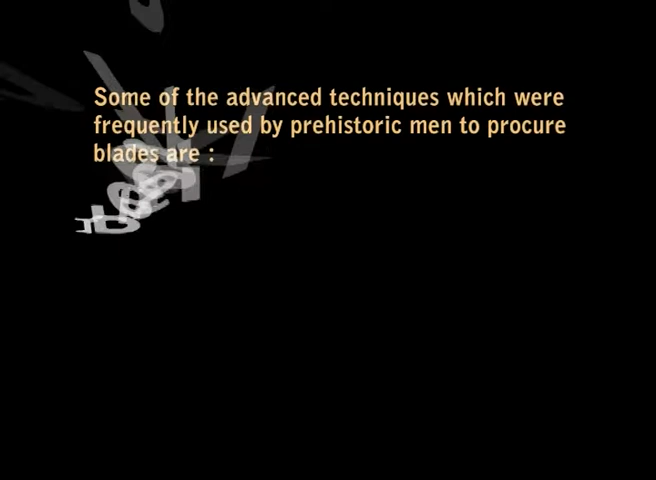 Some of the advanced techniques which were
frequently used by prehistoric men to procure
blades are :